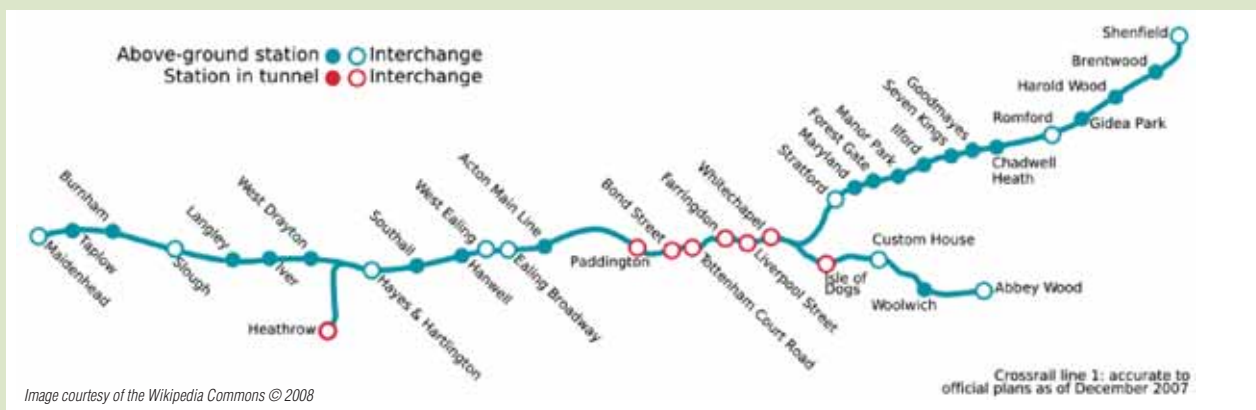 Above-ground station Interchange
Station in tunnel Interchange
Maidenhead
Taplow
Burnham
Slough
Langley
Iver
West Drayton
Heathrow
Hayes & Hartlington
Southall
Hanwell
West Ealing
Ealing Broadway
Acton Main Line
Paddington
Bond Street
Tottenham Court Road
Farringdon
Liverpool Street
Whitechapel
Stratford
Maryland
Forest Gate
Manor Park
Ilford
Seven Kings
Goodmayes
Chadwell
Heath
Romford
Gidea Park
Harold Wood
Brentwood
Shenfield
Isle of
Dogs
Custom House
Woolwich
Abbey Wood
Crossrail line 1: accurate to
official plans as of December 2007
Image courtesy of the Wikipedia Commons © 2008